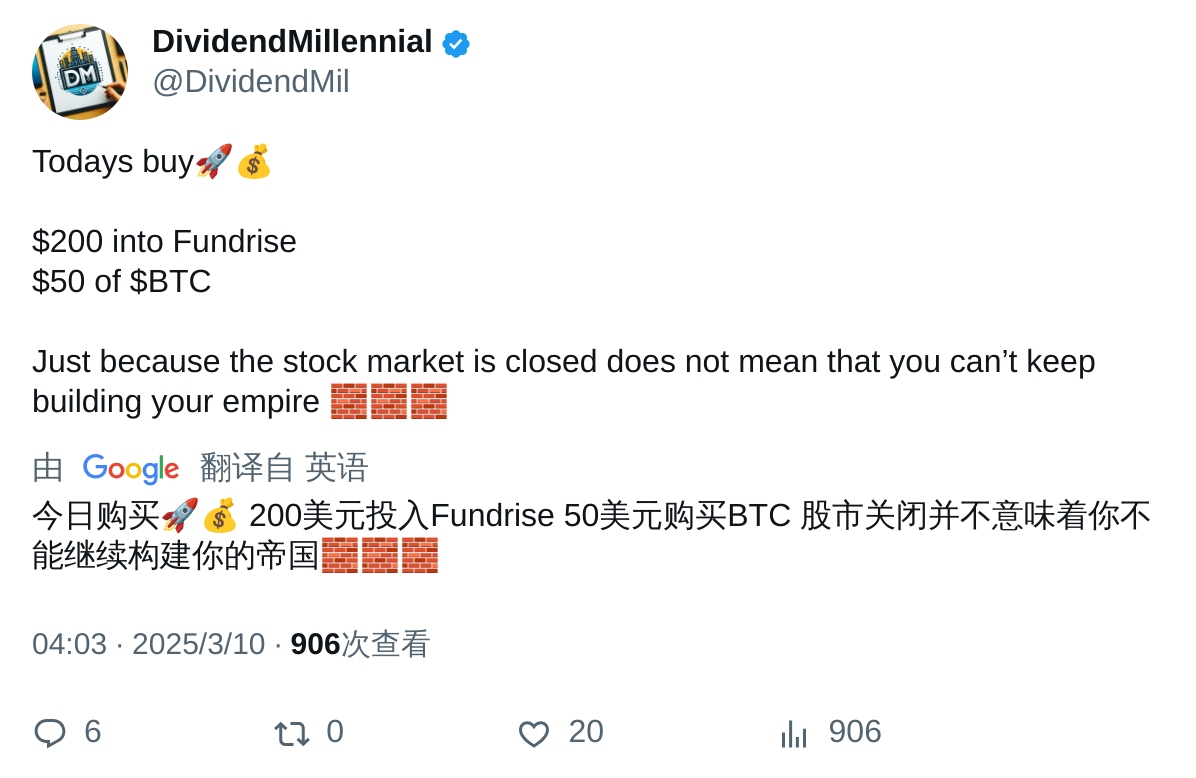 DividendMillennial
@DividendMil
Todays buy🚀💰
$200 into Fundrise
$50 of $BTC
Just because the stock market is closed does not mean that you can’t keep
building your empire 🧱🧱🧱
由 Google 翻译自 英语
今日购买🚀💰 200美元投入Fundrise 50美元购买BTC 股市关闭并不意味着你不
能继续构建你的帝国🧱🧱🧱
04:03 · 2025/3/10 · 906次查看
6 0 20 906